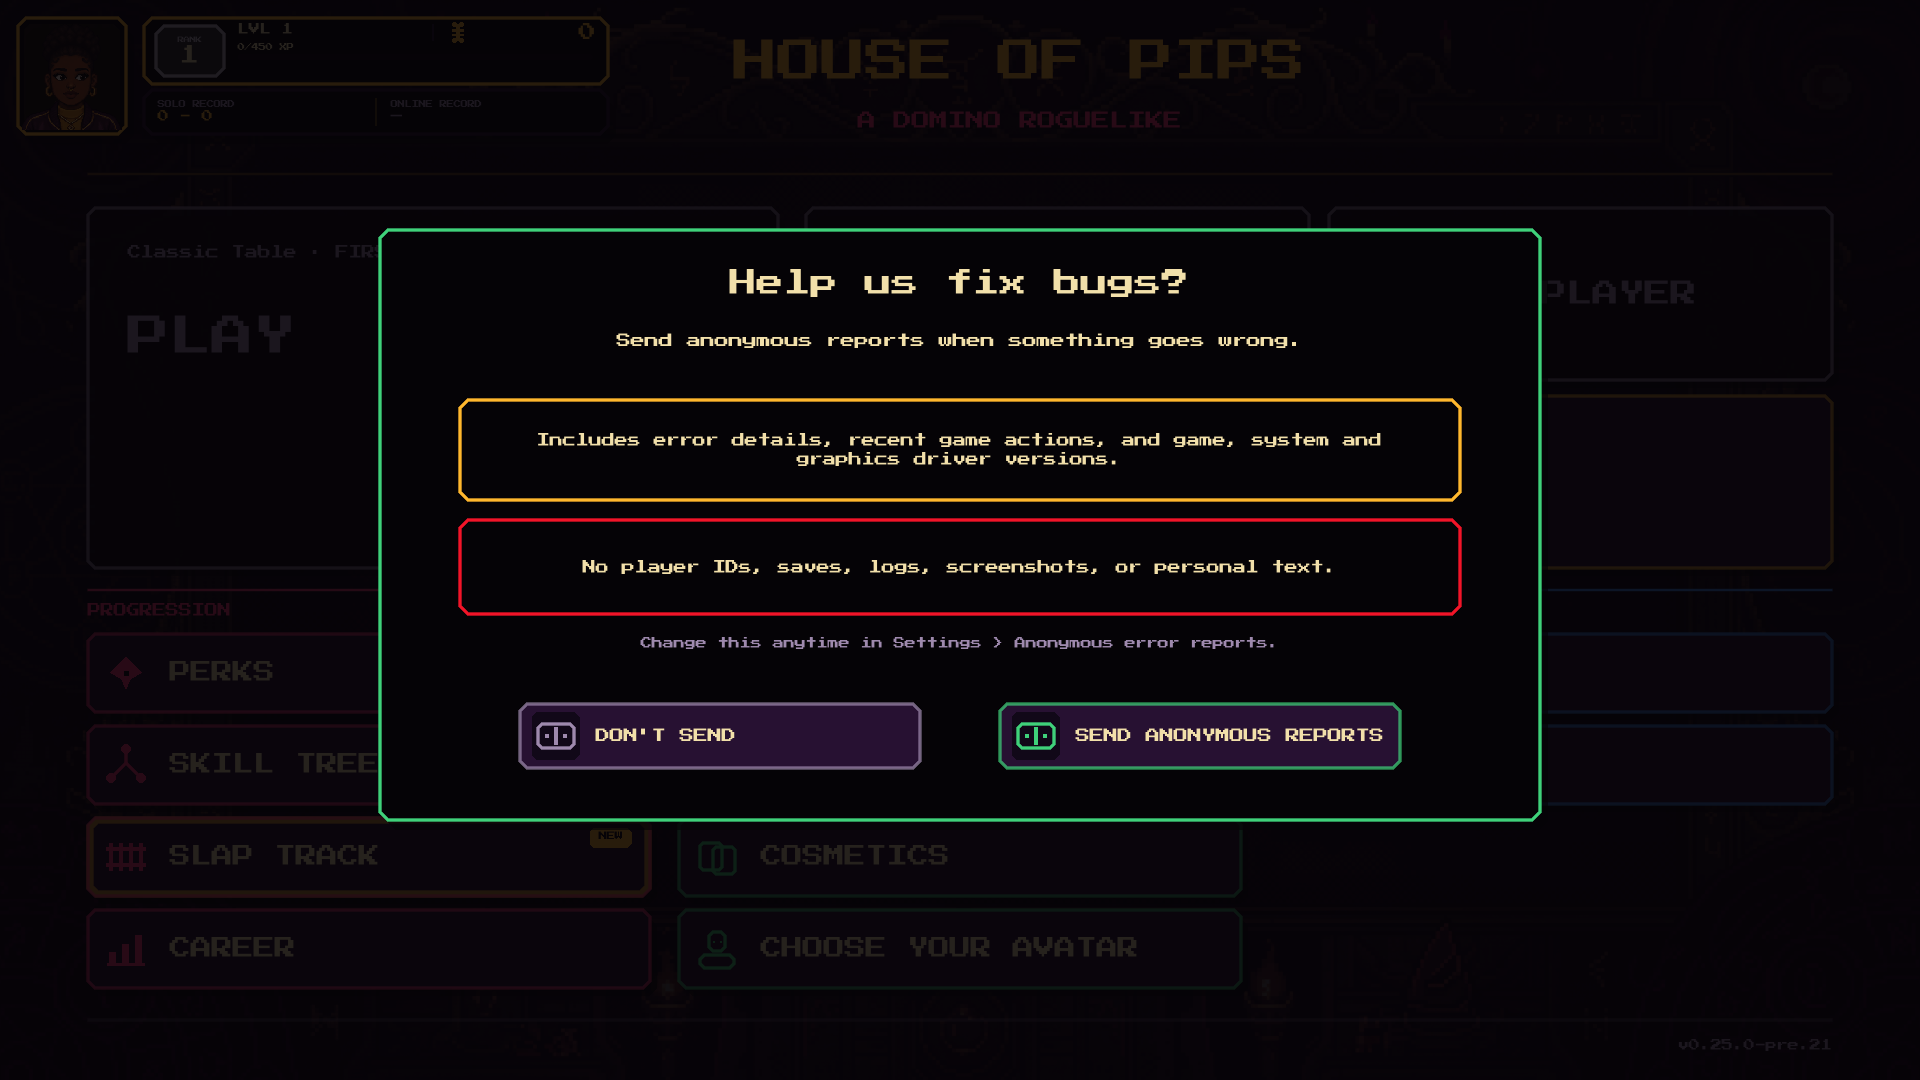 RANK
1
LVL 1
0/450 XP
0
SOLO RECORD
0 - 0
ONLINE RECORD
—
HOUSE OF PIPS
A DOMINO ROGUELIKE
Classic Table · FIRS
PLAY
PLAYER
Help us fix bugs?
Send anonymous reports when something goes wrong.
Includes error details, recent game actions, and game, system and
graphics driver versions.
No player IDs, saves, logs, screenshots, or personal text.
Change this anytime in Settings > Anonymous error reports.
DON'T SEND
SEND ANONYMOUS REPORTS
PROGRESSION
PERKS
SKILL TREE
SLAP TRACK
NEW
COSMETICS
CAREER
CHOOSE YOUR AVATAR
v0.25.0-pre.21